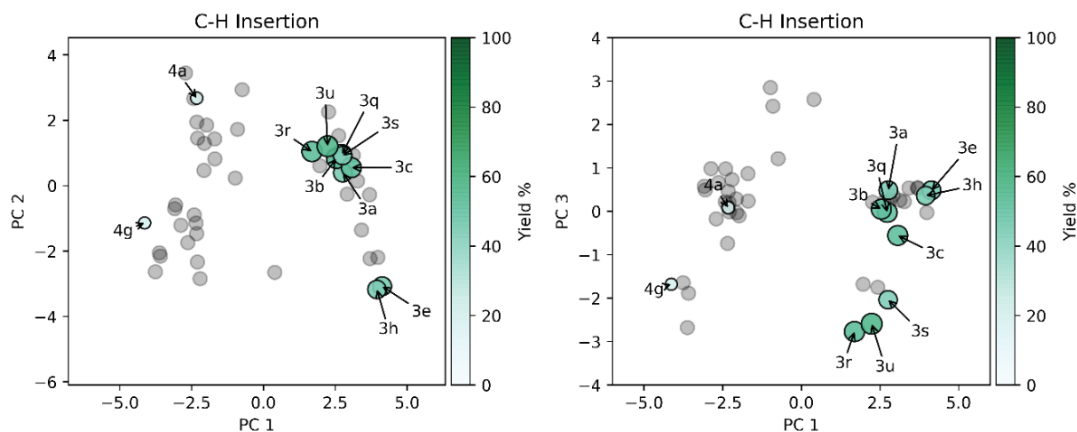 C-H Insertion
PC 2
4
2
0
−2
−4
−6
4a
3u
3q
3r
3s
3b
3c
3a
4g
3e
3h
−5.0
−2.5
0.0
2.5
5.0
PC 1
100
80
60
40
20
0
Yield %
C-H Insertion
PC 3
4
3
2
1
0
−1
−2
−3
−4
3a
3e
3q
4a
3b
3h
3c
4g
3s
3r
3u
−5.0
−2.5
0.0
2.5
5.0
PC 1
100
80
60
40
20
0
Yield %